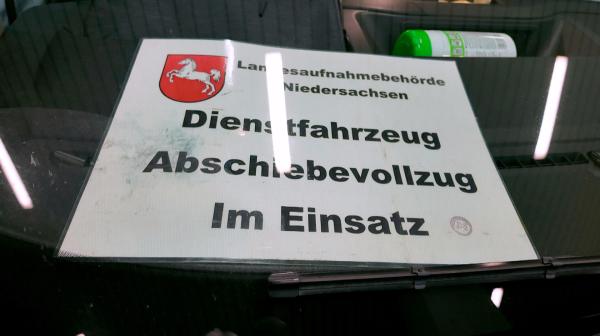 Landesaufnahmebehörde
Niedersachsen
Dienstfahrzeug
Abschiebevollzug
Im Einsatz